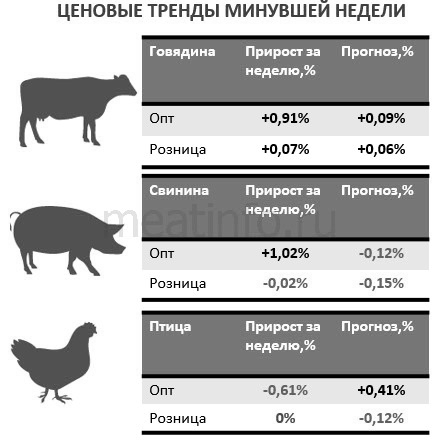 ЦЕНОВЫЕ ТРЕНДЫ МИНУВШЕЙ НЕДЕЛИ
Говядина Прирост за неделю,% Прогноз,%
Опт +0,91% +0,09%
Розница +0,07% +0,06%
Свинина Прирост за неделю,% Прогноз,%
meatinfo.ru
Опт +1,02% -0,12%
Розница -0,02% -0,15%
Птица Прирост за неделю,% Прогноз,%
Опт -0,61% +0,41%
Розница 0% -0,12%